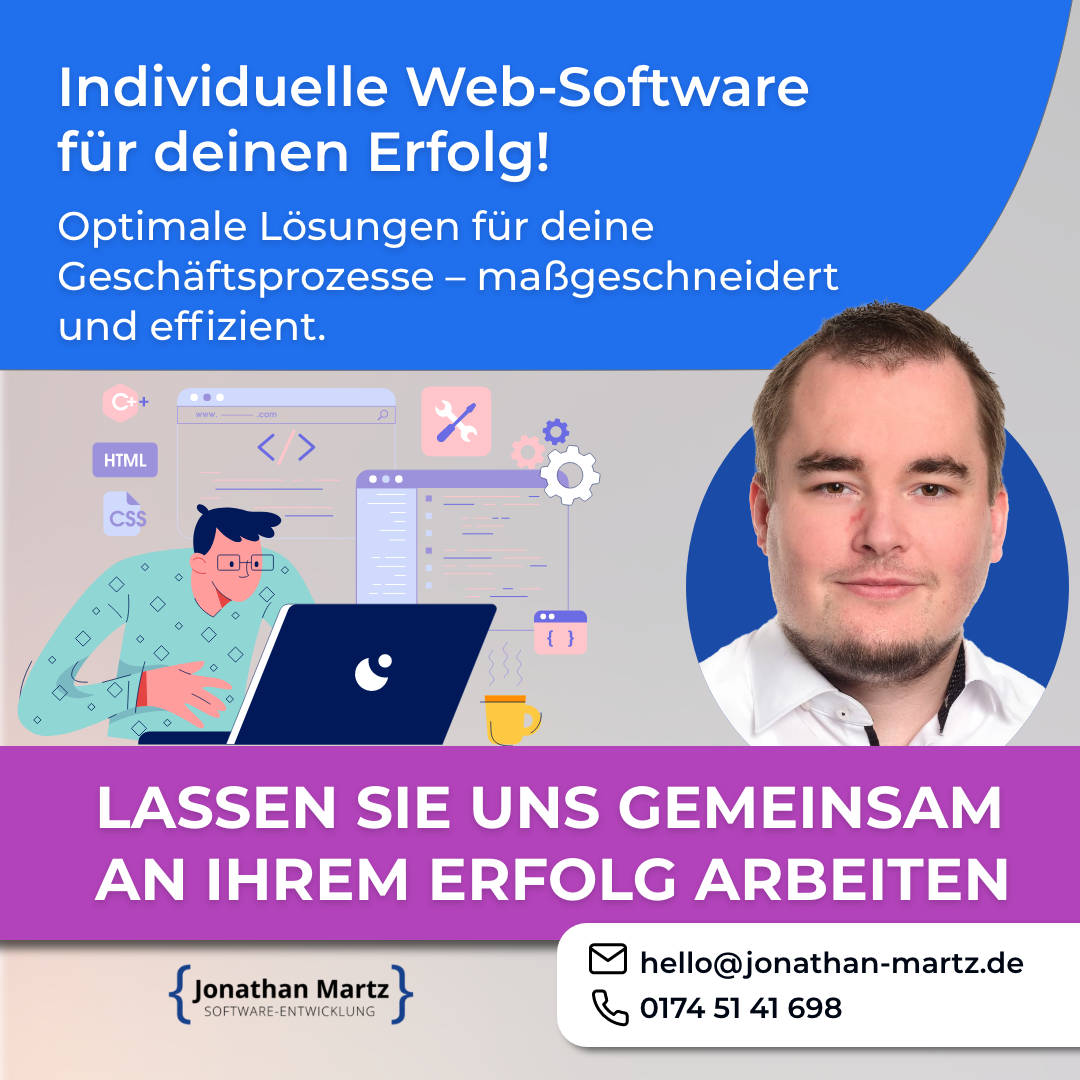 Individuelle Web-Software
für deinen Erfolg!
Optimale Lösungen für deine
Geschäftsprozesse – maßgeschneidert
und effizient.
C++
www. ——— .com
</>
HTML
CSS
{ }
LASSEN SIE UNS GEMEINSAM
AN IHREM ERFOLG ARBEITEN
{Jonathan Martz}
SOFTWARE-ENTWICKLUNG
hello@jonathan-martz.de
0174 51 41 698